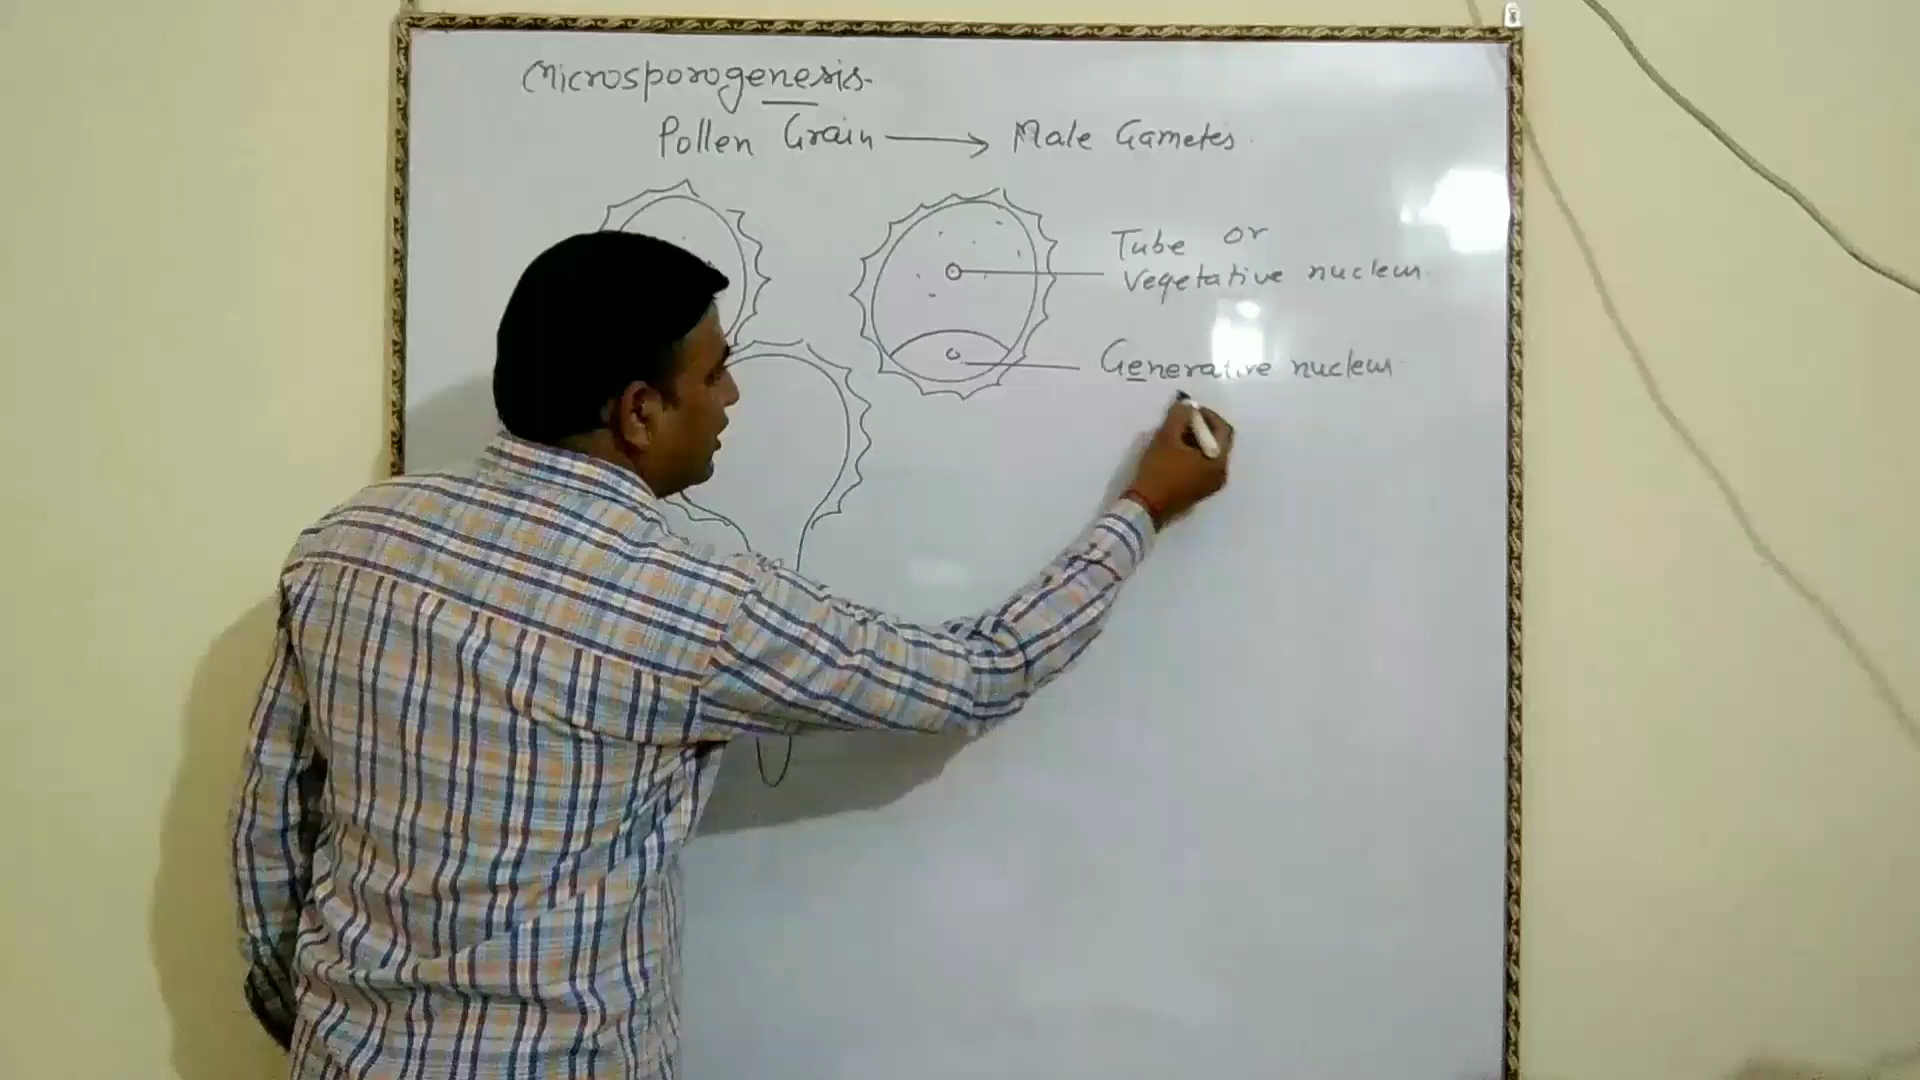 Microsporogenesis-
Pollen Grain → Male Gametes.
Tube or
Vegetative nucleus.
Generative nucleus.